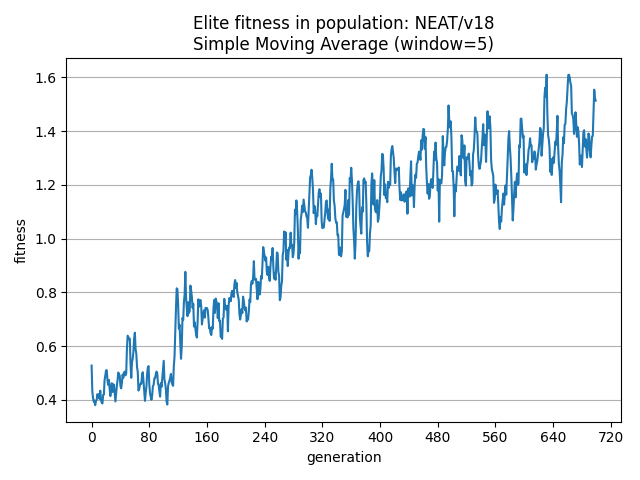 Elite fitness in population: NEAT/v18
Simple Moving Average (window=5)
1.6
1.4
1.2
1.0
0.8
0.6
0.4
fitness
0 80 160 240 320 400 480 560 640 720
generation